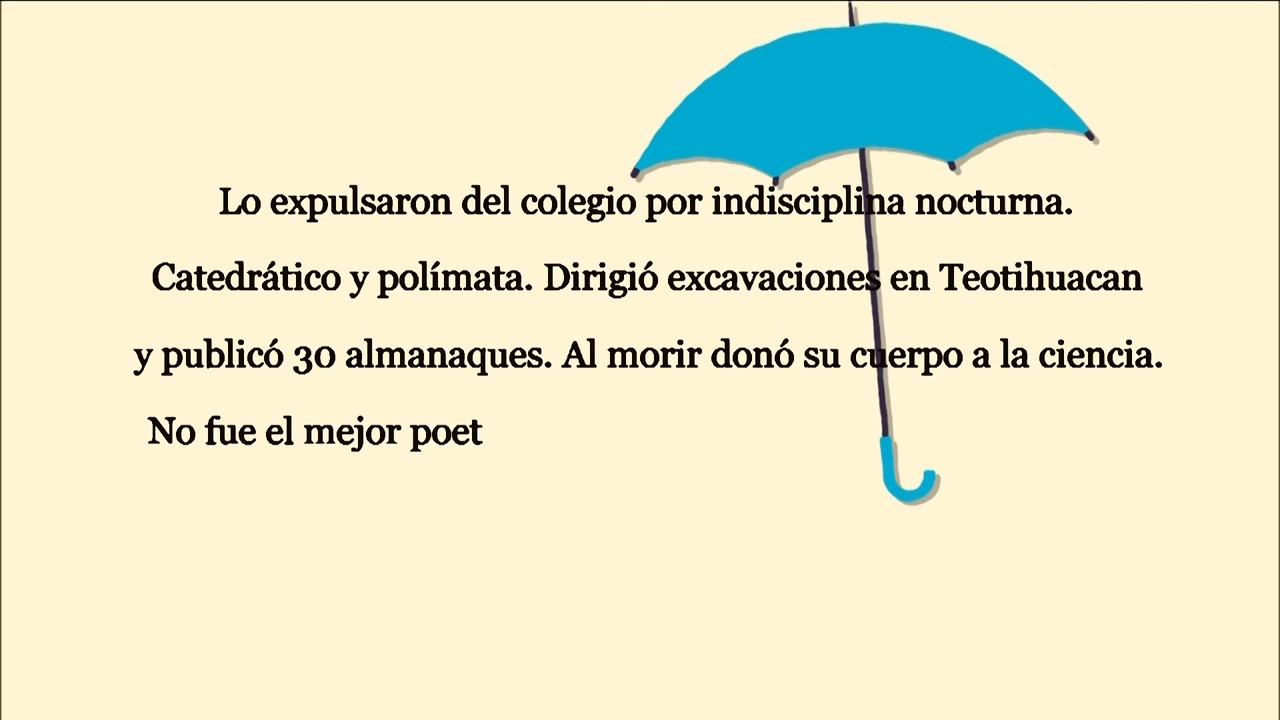 Lo expulsaron del colegio por indisciplina nocturna.
Catedrático y polímata. Dirigió excavaciones en Teotihuacan
y publicó 30 almanaques. Al morir donó su cuerpo a la ciencia.
No fue el mejor poet